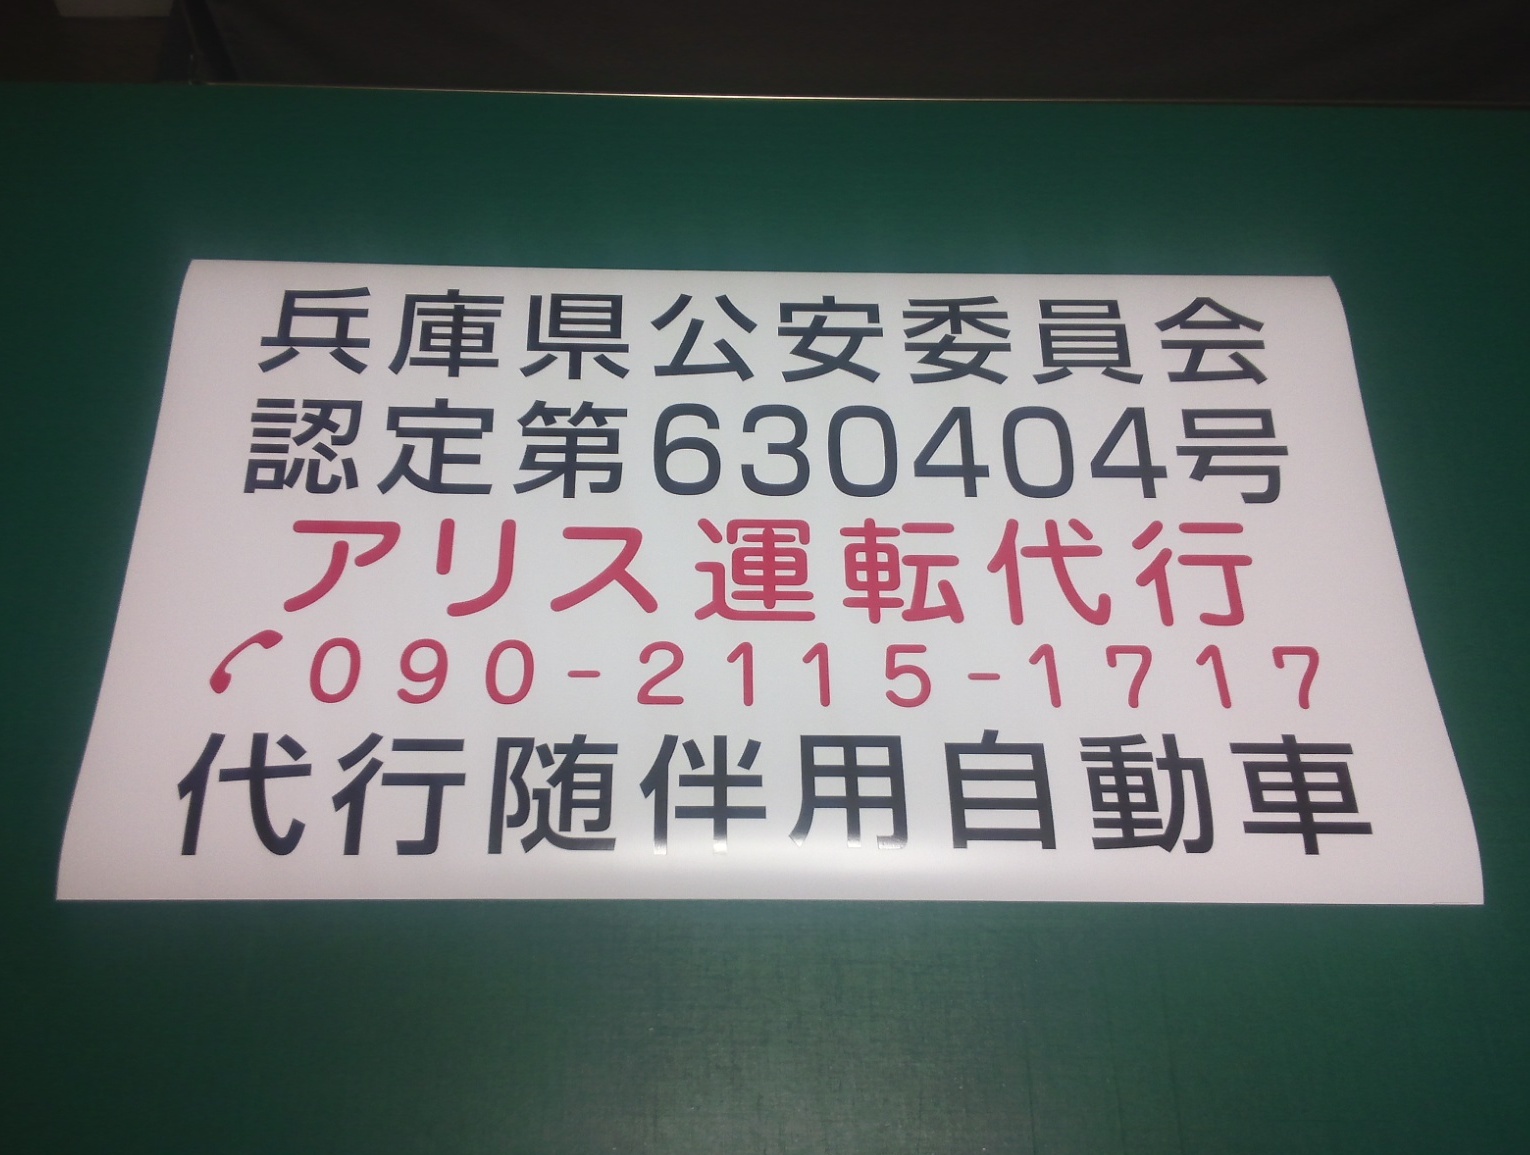 兵庫県公安委員会
認定第630404号
アリス運転代行
090-2115-1717
代行随伴用自動車